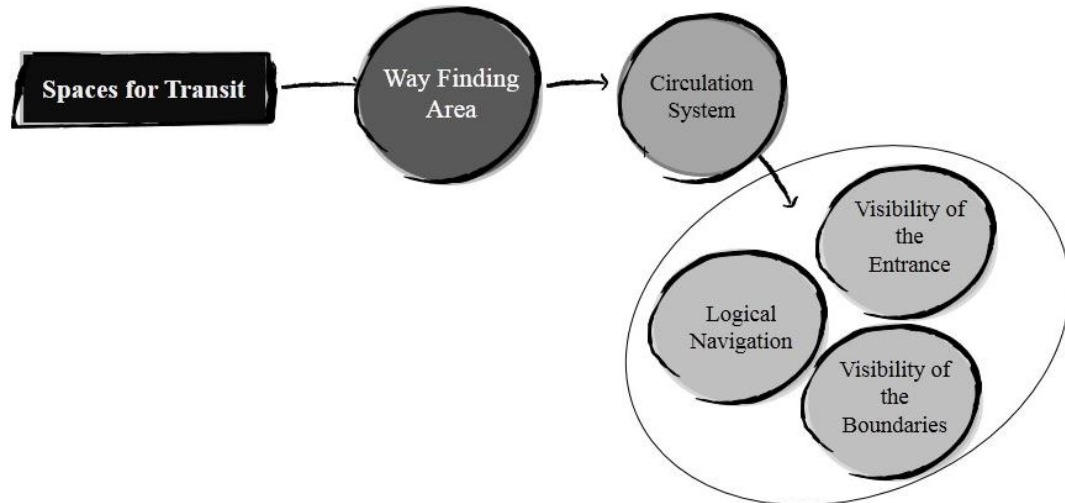 Spaces for Transit
Way Finding
Area
Circulation
System
Visibility of
the
Entrance
Logical
Navigation
Visibility of
the
Boundaries